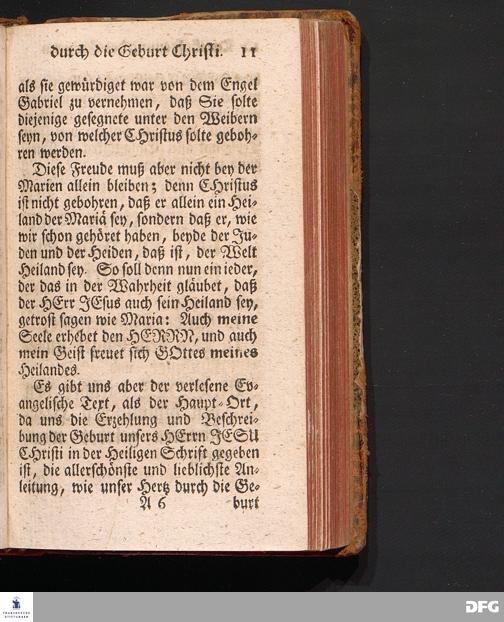 durch die Geburt Christi. 11
als sie gewürdiget war von dem Engel
Gabriel zu vernehmen, daß Sie solte
diejenige gesegnete unter den Weibern
seyn, von welcher CHristus solte geboh-
ren werden.
Diese Freude muß aber nicht bey der
Marien allein bleiben; denn CHristus
ist nicht gebohren, daß er allein ein Hei-
land der Mariä sey, sondern daß er, wie
wir schon gehöret haben, beyde der Ju-
den und der Heiden, daß ist, der Welt
Heiland sey. So soll denn nun ein ieder,
der das in der Wahrheit gläubet, daß
der HErr JEsus auch sein Heiland sey,
getrost sagen wie Maria: Auch meine
Seele erhebet den HERRN, und auch
mein Geist freuet sich GOttes meines
Heilandes.
Es gibt uns aber der verlesene Ev-
angelische Text, als der Haupt-Ort,
da uns die Erzehlung und Beschrei-
bung der Geburt unsers HErrn JESU
CHristi in der Heiligen Schrift gegeben
ist, die allerschönste und lieblichste An-
leitung, wie unser Hertz durch die Ge-
A 6 burt
FRANCKESCHE
STIFTUNGEN
DFG